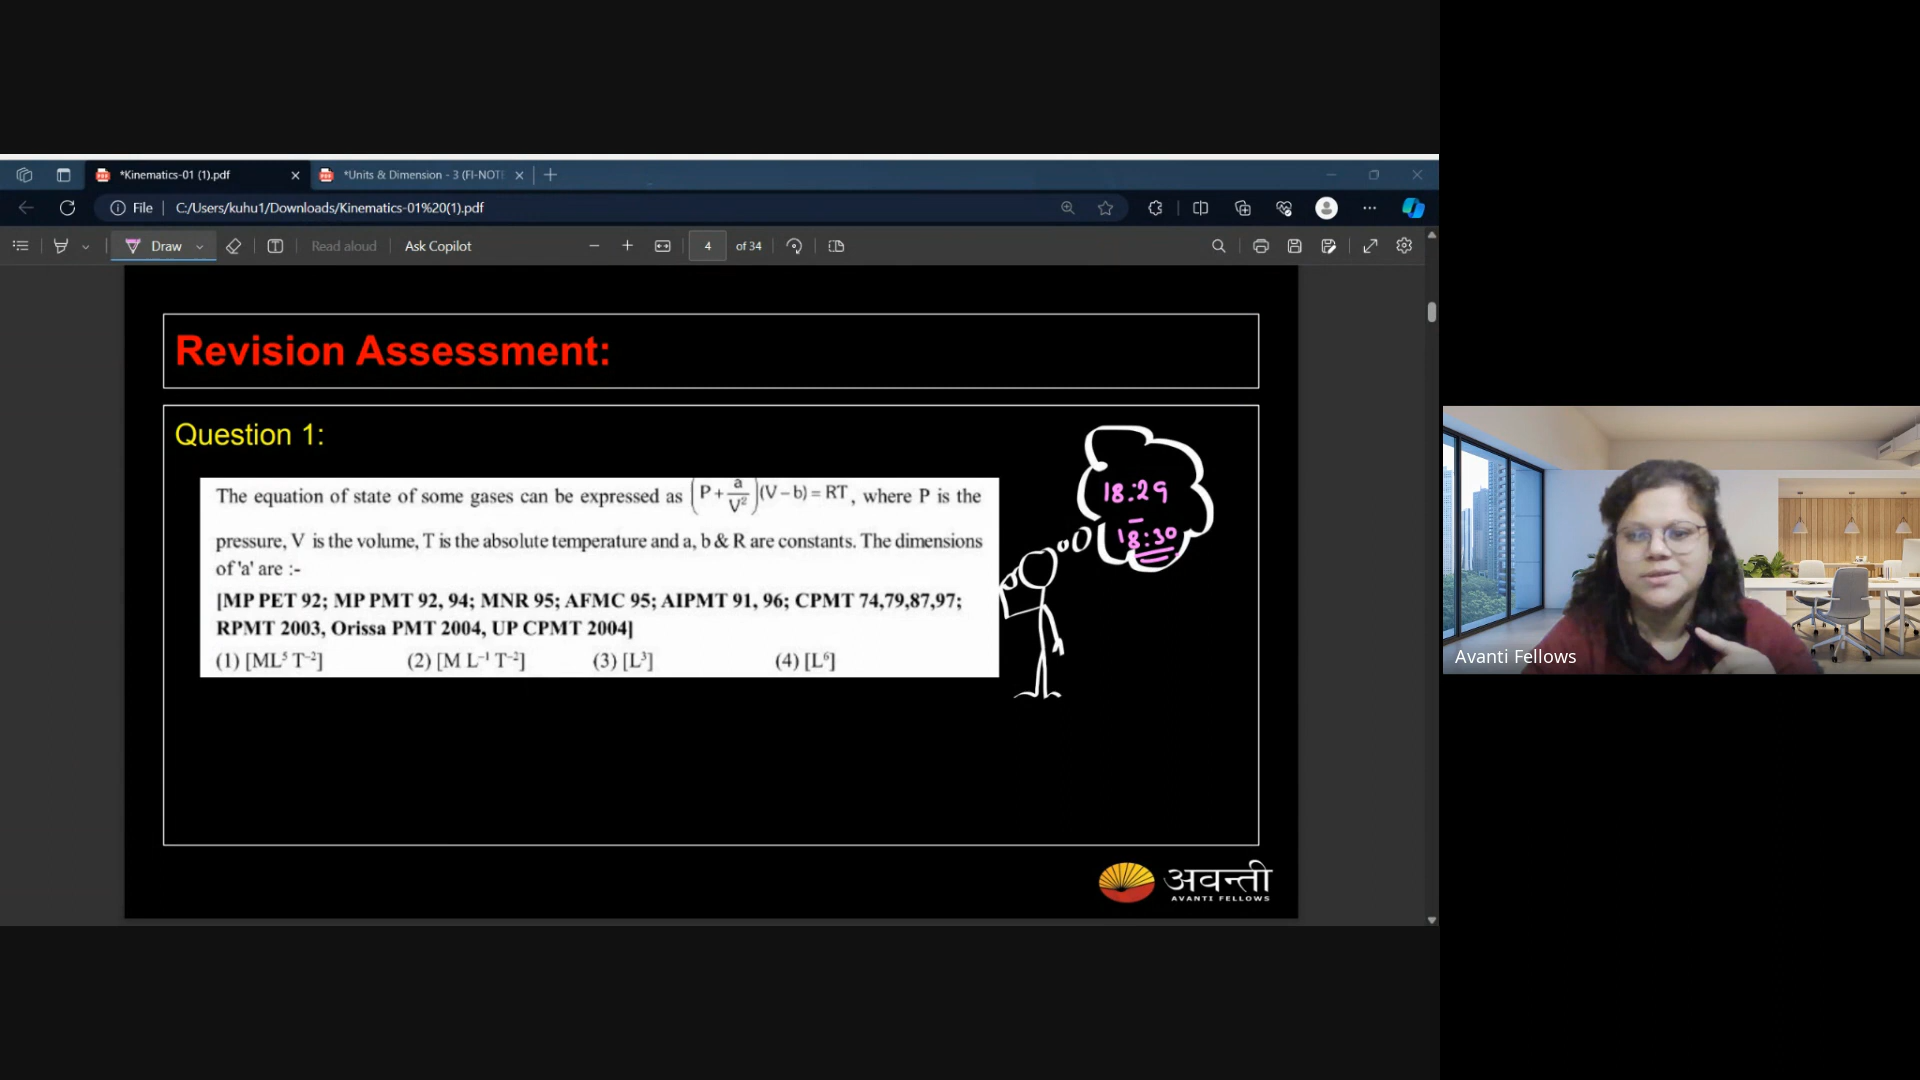 *Kinematics-01 (1).pdf
*Units & Dimension - 3 (FI-NOTE
File
C:/Users/kuhu1/Downloads/Kinematics-01%20(1).pdf
Draw
Read aloud
Ask Copilot
4 of 34
Revision Assessment:
Question 1:
The equation of state of some gases can be expressed as (P + a/V²)(V – b) = RT, where P is the
pressure, V is the volume, T is the absolute temperature and a, b & R are constants. The dimensions
of 'a' are :-
[MP PET 92; MP PMT 92, 94; MNR 95; AFMC 95; AIPMT 91, 96; CPMT 74,79,87,97;
RPMT 2003, Orissa PMT 2004, UP CPMT 2004]
(1) [ML⁵ T⁻²] (2) [M L⁻¹ T⁻²] (3) [L³] (4) [L⁶]
18:29
–
18:30
अवन्ती
AVANTI FELLOWS
Avanti Fellows